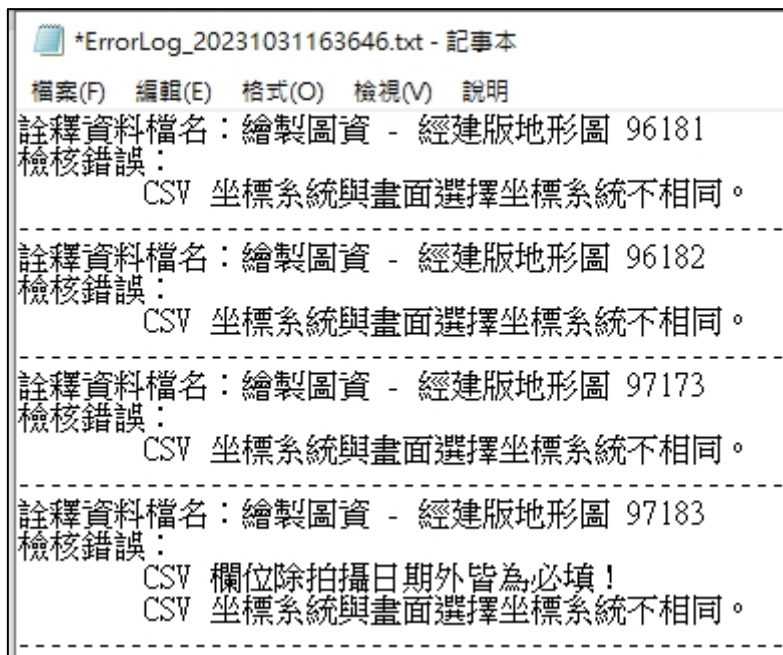 *ErrorLog_20231031163646.txt - 記事本
檔案(F) 編輯(E) 格式(O) 檢視(V) 說明
詮釋資料檔名：繪製圖資 - 經建版地形圖 96181
檢核錯誤：
CSV 坐標系統與畫面選擇坐標系統不相同。
--------------------------------------------------
詮釋資料檔名：繪製圖資 - 經建版地形圖 96182
檢核錯誤：
CSV 坐標系統與畫面選擇坐標系統不相同。
--------------------------------------------------
詮釋資料檔名：繪製圖資 - 經建版地形圖 97173
檢核錯誤：
CSV 坐標系統與畫面選擇坐標系統不相同。
--------------------------------------------------
詮釋資料檔名：繪製圖資 - 經建版地形圖 97183
檢核錯誤：
CSV 欄位除拍攝日期外皆為必填！
CSV 坐標系統與畫面選擇坐標系統不相同。
--------------------------------------------------